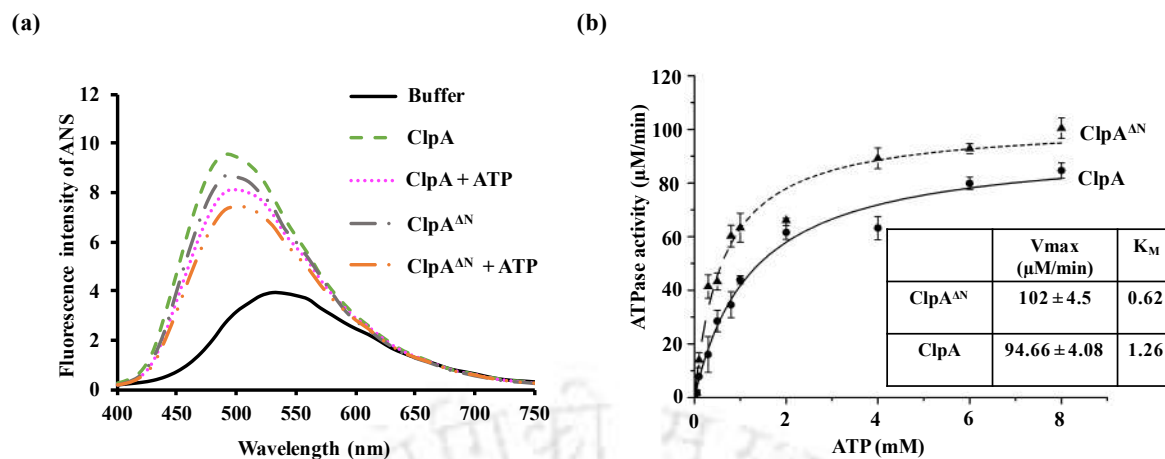 (a)
Fluorescence intensity of ANS
12
10
8
6
4
2
0
400 450 500 550 600 650 700 750
Wavelength (nm)
Buffer
ClpA
ClpA + ATP
ClpA^ΔN
ClpA^ΔN + ATP
(b)
ATPase activity (µM/min)
120
100
80
60
40
20
0
0 2 4 6 8
ATP (mM)
ClpA^ΔN
ClpA
Vmax (µM/min) K_M
ClpA^ΔN 102 ± 4.5 0.62
ClpA 94.66 ± 4.08 1.26